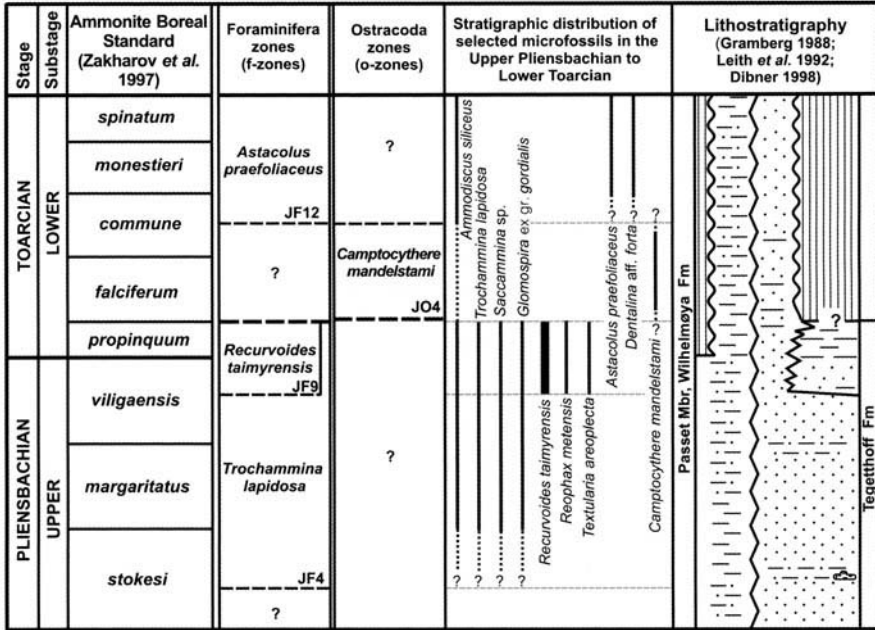 Stage
Substage
Ammonite Boreal
Standard
(Zakharov et al.
1997)
Foraminifera
zones
(f-zones)
Ostracoda
zones
(o-zones)
Stratigraphic distribution of
selected microfossils in the
Upper Pliensbachian to
Lower Toarcian
Lithostratigraphy
(Gramberg 1988;
Leith et al. 1992;
Dibner 1998)
TOARCIAN
LOWER
spinatum
monestieri
commune
falciferum
propinquum
PLIENSBACHIAN
UPPER
viligaensis
margaritatus
stokesi
Astacolus
praefoliaceus
JF12
?
Recurvoides
taimyrensis
JF9
Trochammina
lapidosa
JF4
?
?
Camptocythere
mandelstami
JO4
?
Ammodiscus siliceus
Trochammina lapidosa
Saccammina sp.
Glomospira ex gr. gordialis
Recurvoides taimyrensis
Reophax metensis
Textularia areoplecta
Astacolus praefoliaceus
Dentalina aff. forta
Camptocythere mandelstami
? ? ?
?
? ? ? ?
Passet Mbr, Wilhelmøya Fm
?
Tegetthoff Fm